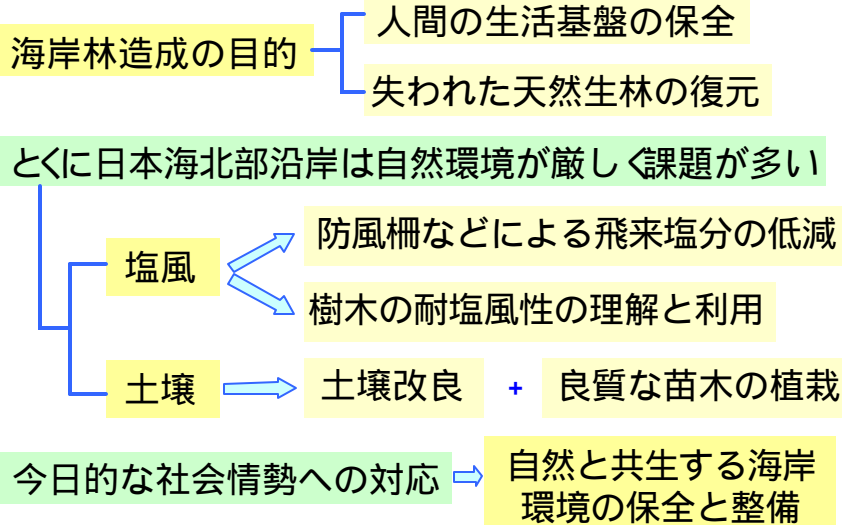 人間の生活基盤の保全
海岸林造成の目的
失われた天然生林の復元
とくに日本海北部沿岸は自然環境が厳しく課題が多い
防風柵などによる飛来塩分の低減
塩風
樹木の耐塩風性の理解と利用
土壌
土壌改良 + 良質な苗木の植栽
今日的な社会情勢への対応
自然と共生する海岸
環境の保全と整備